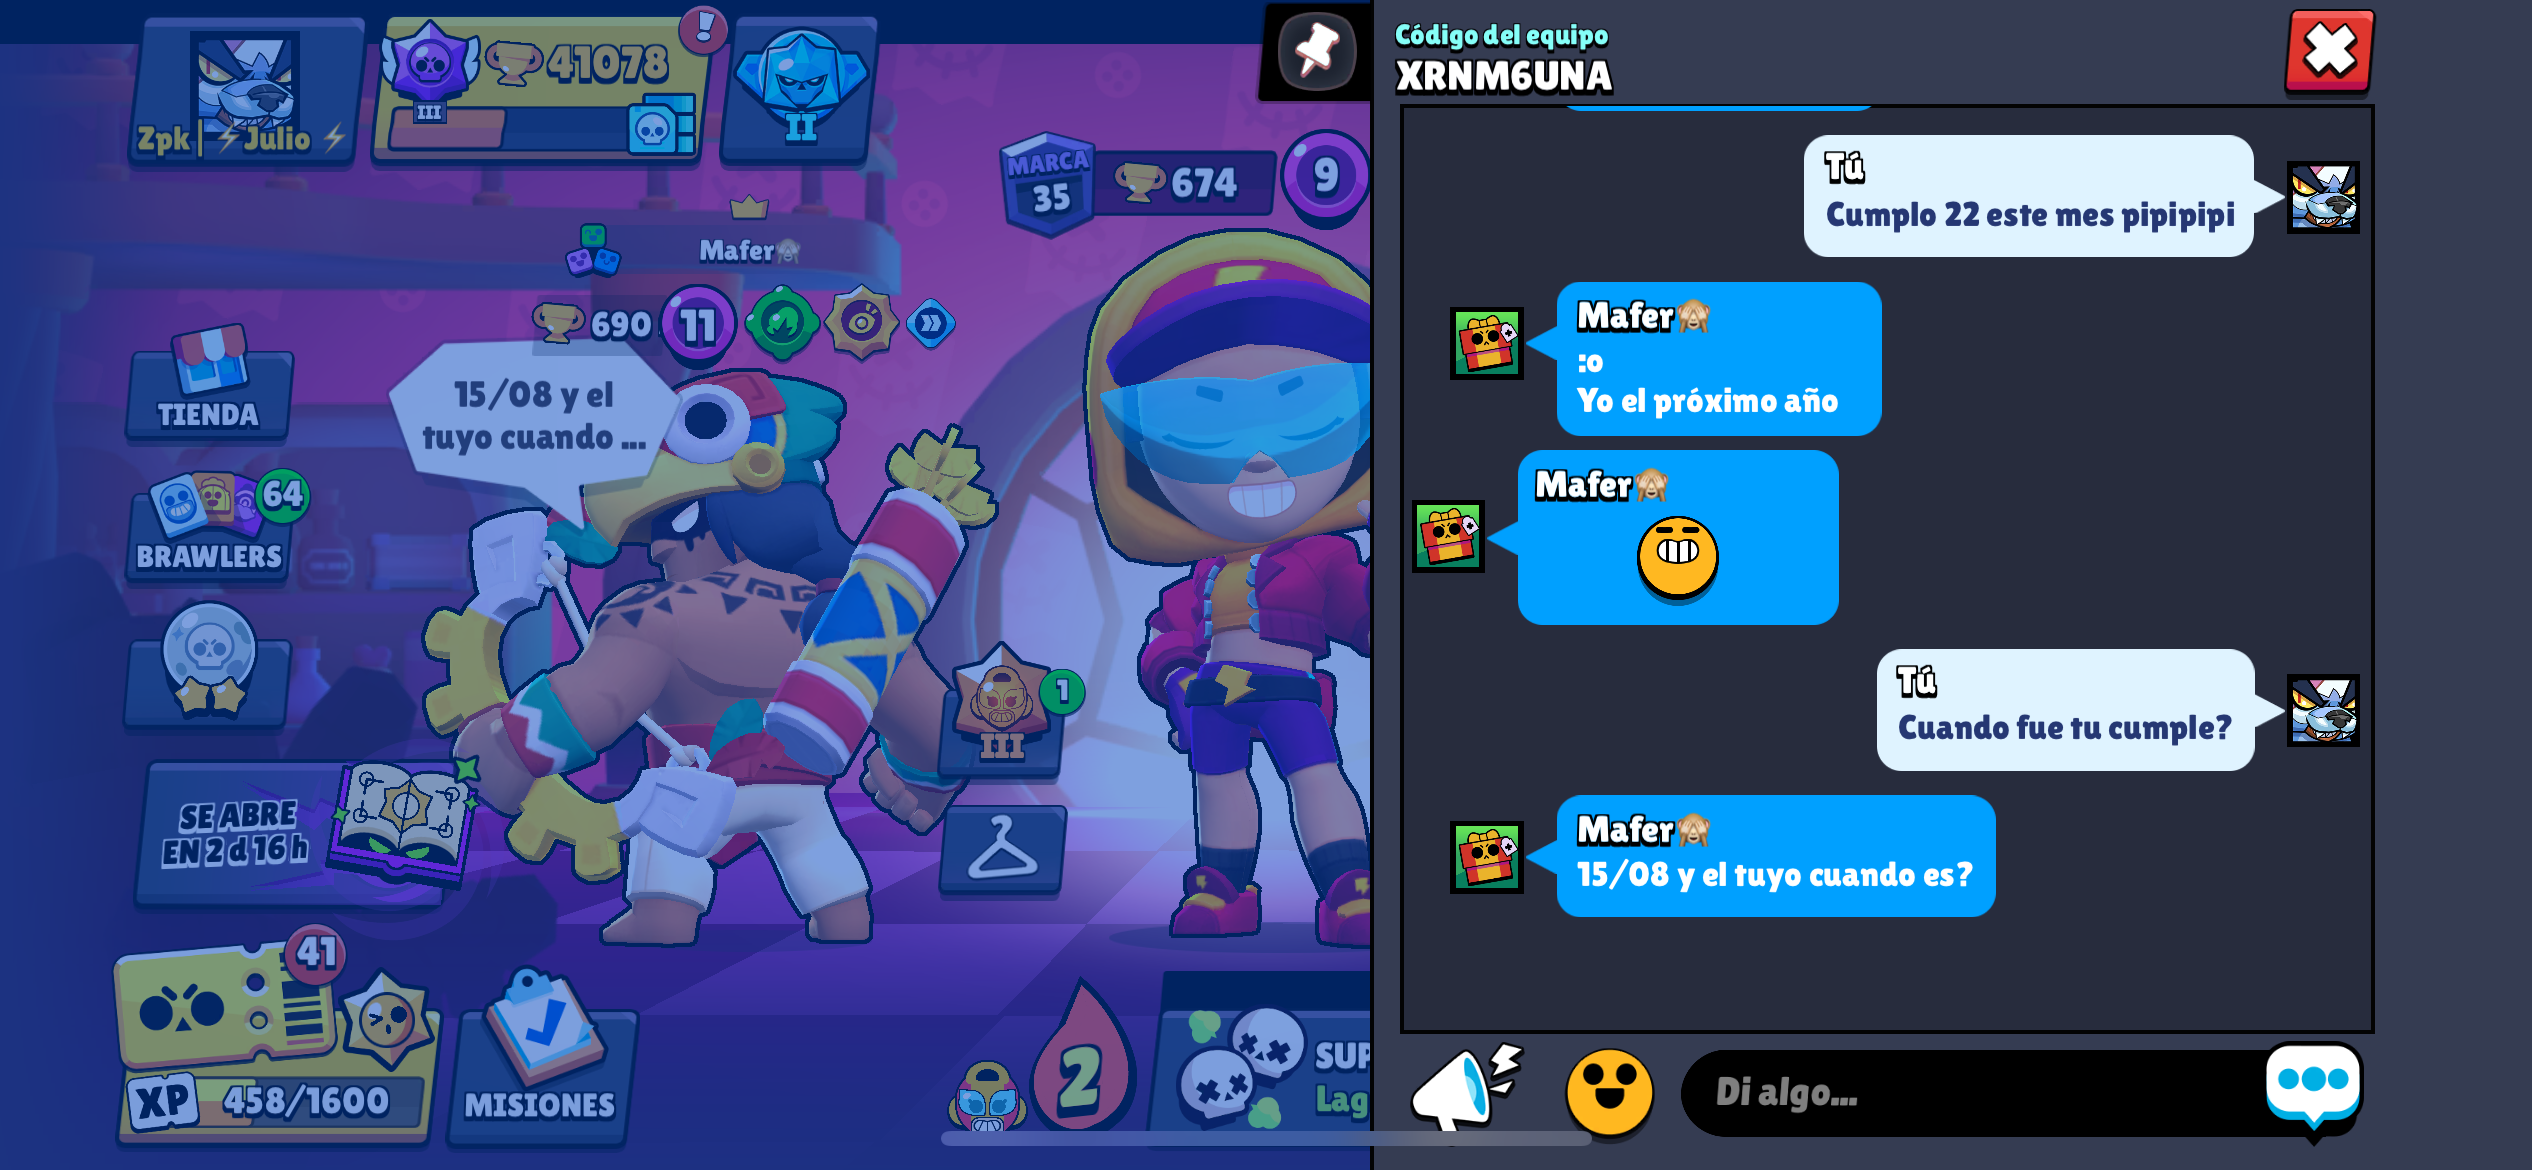 Zpk| ⚡Julio ⚡
III
41078
!
II
MARCA
35
674
9
Mafer🙈
690
11
15/08 y el
tuyo cuando ...
TIENDA
64
BRAWLERS
1
III
SE ABRE
EN 2 d 16 h
41
XP
458/1600
MISIONES
2
SUP
Lag
Código del equipo
XRNM6UNA
Tú
Cumplo 22 este mes pipipipi
Mafer🙈
:o
Yo el próximo año
Mafer🙈
Tú
Cuando fue tu cumple?
Mafer🙈
15/08 y el tuyo cuando es?
Di algo...